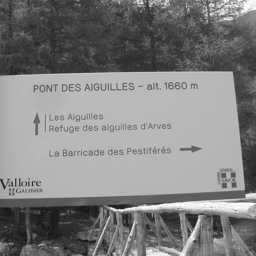 PONT DES AIGUILLES – alt. 1660 m
Les Aiguilles
Refuge des aiguilles d'Arves
La Barricade des Pestiférés
Valloire
GALIBIER